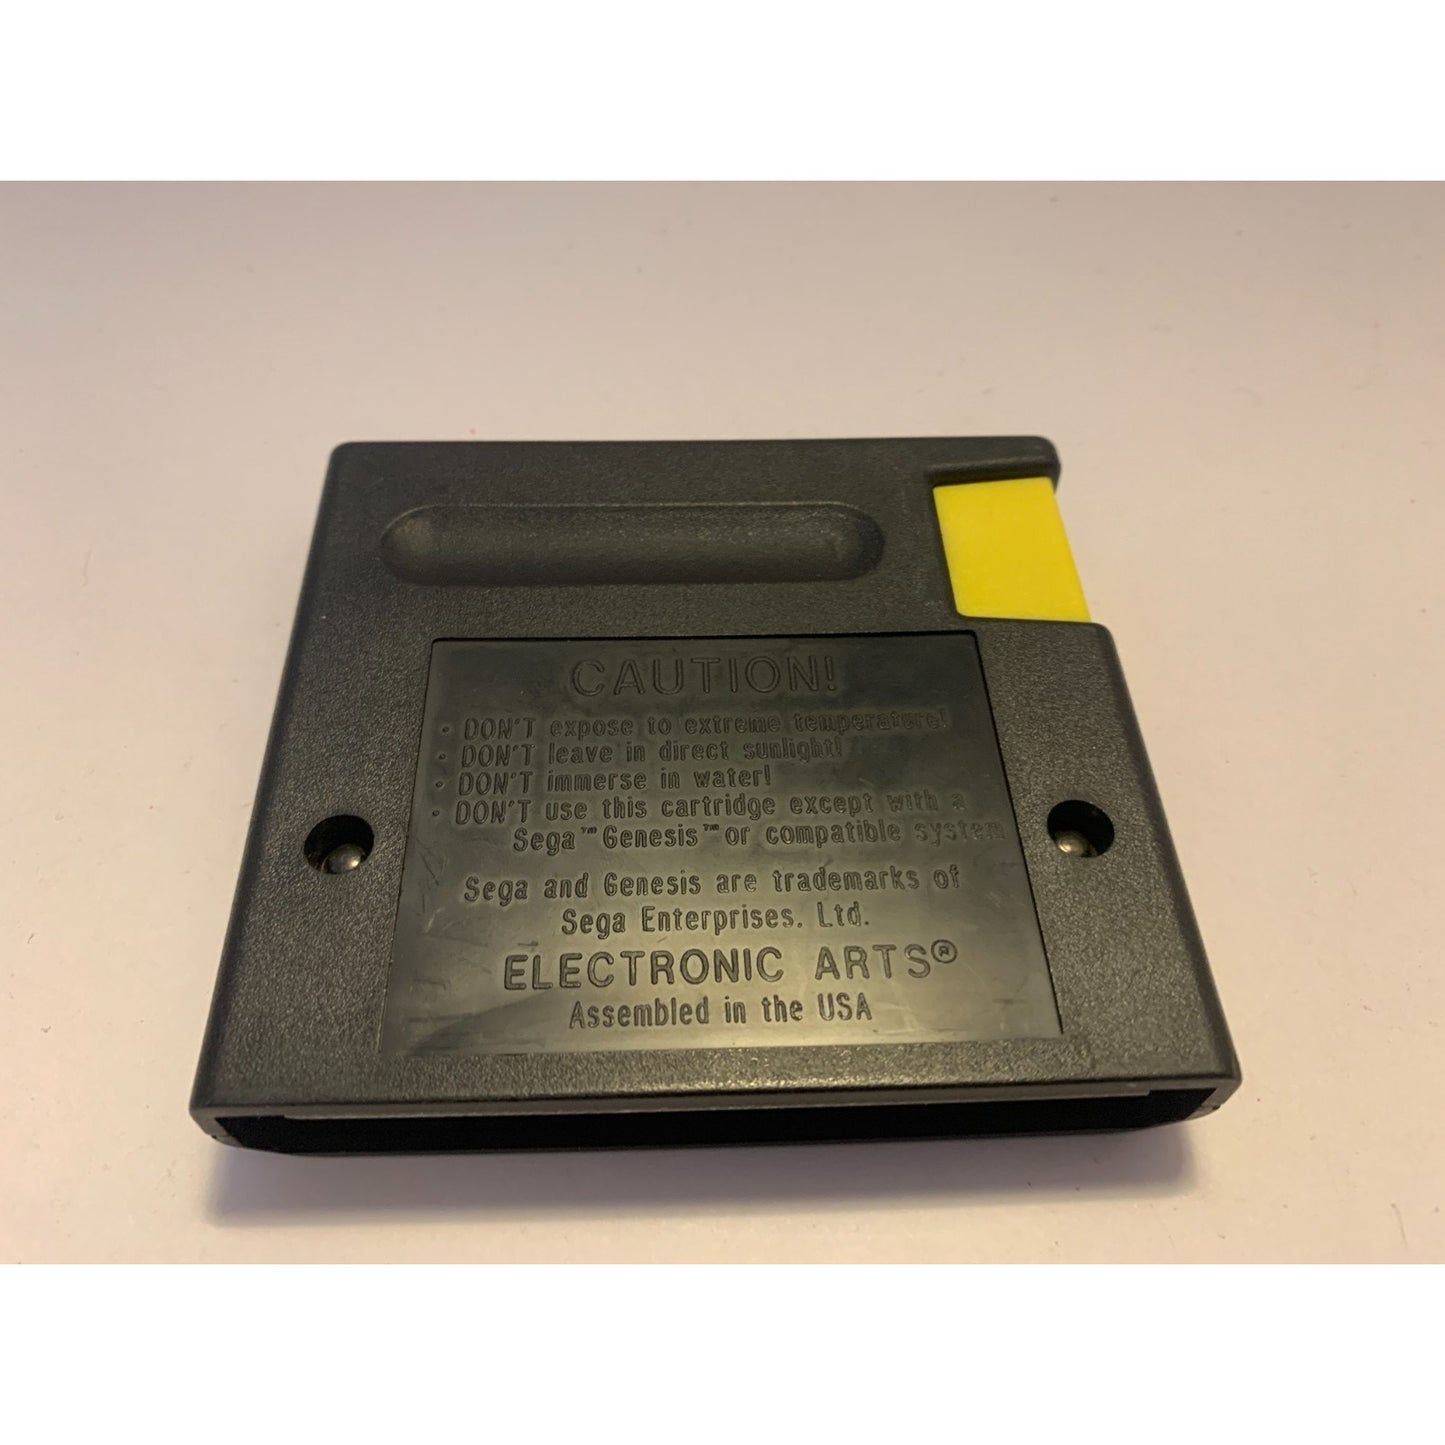 CAUTION!
· DON'T expose to extreme temperature!
· DON'T leave in direct sunlight!
· DON'T immerse in water!
· DON'T use this cartridge except with a
Sega™ Genesis™ or compatible system
Sega and Genesis are trademarks of
Sega Enterprises. Ltd.
ELECTRONIC ARTS®
Assembled in the USA